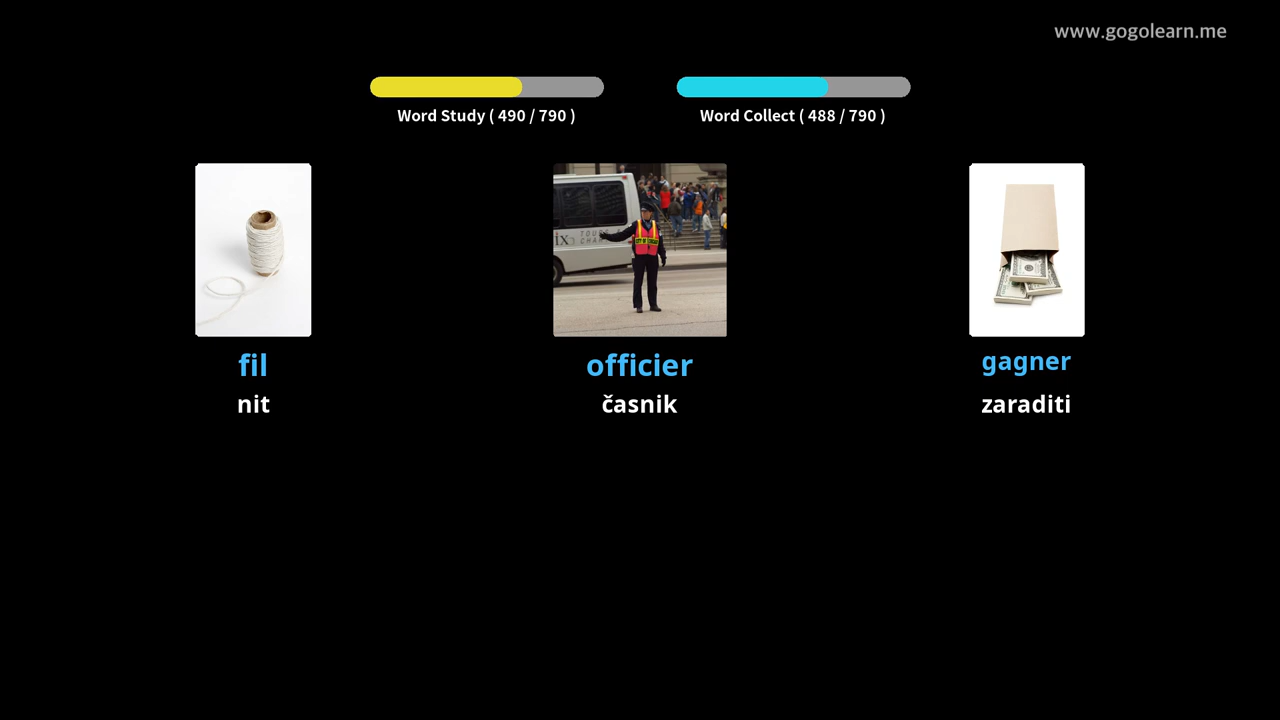 www.gogolearn.me
Word Study ( 490 / 790 )
Word Collect ( 488 / 790 )
fil
officier
gagner
nit
časnik
zaraditi